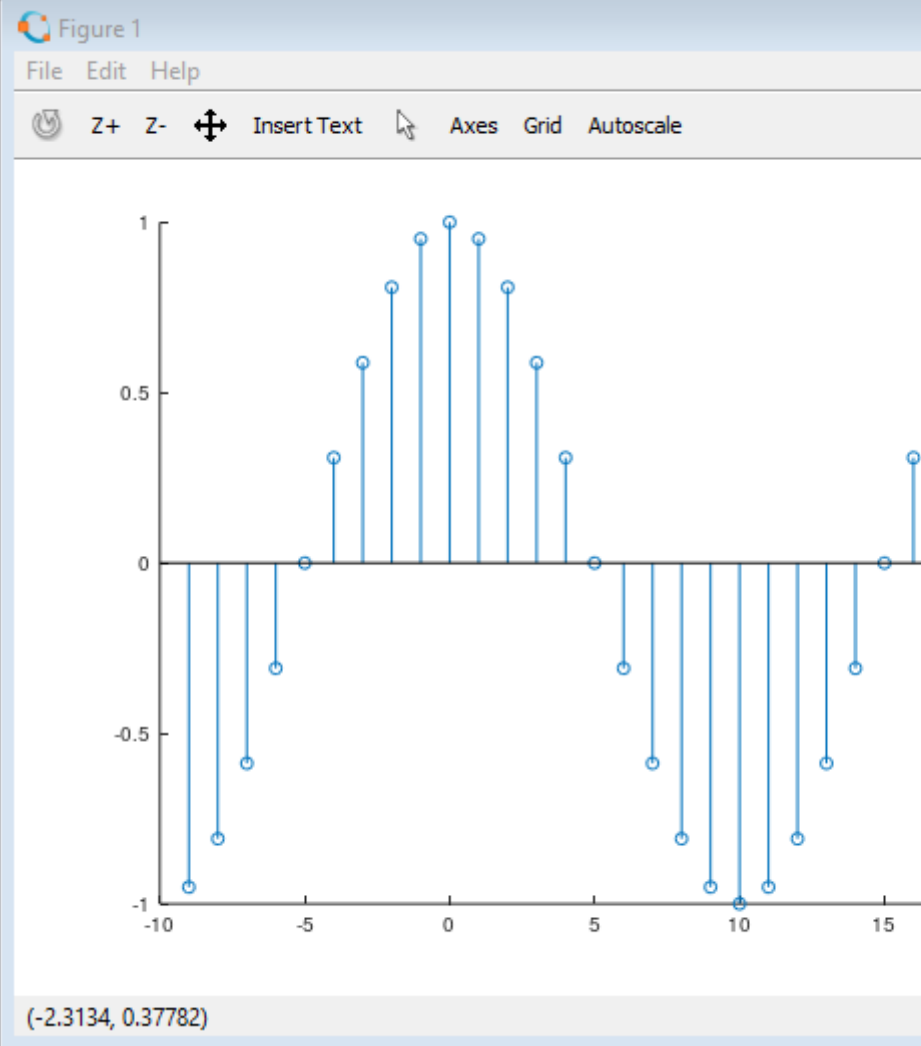 Figure 1
File Edit Help
Z+ Z- Insert Text Axes Grid Autoscale
1
0.5
0
-0.5
-1
-10 -5 0 5 10 15
(-2.3134, 0.37782)